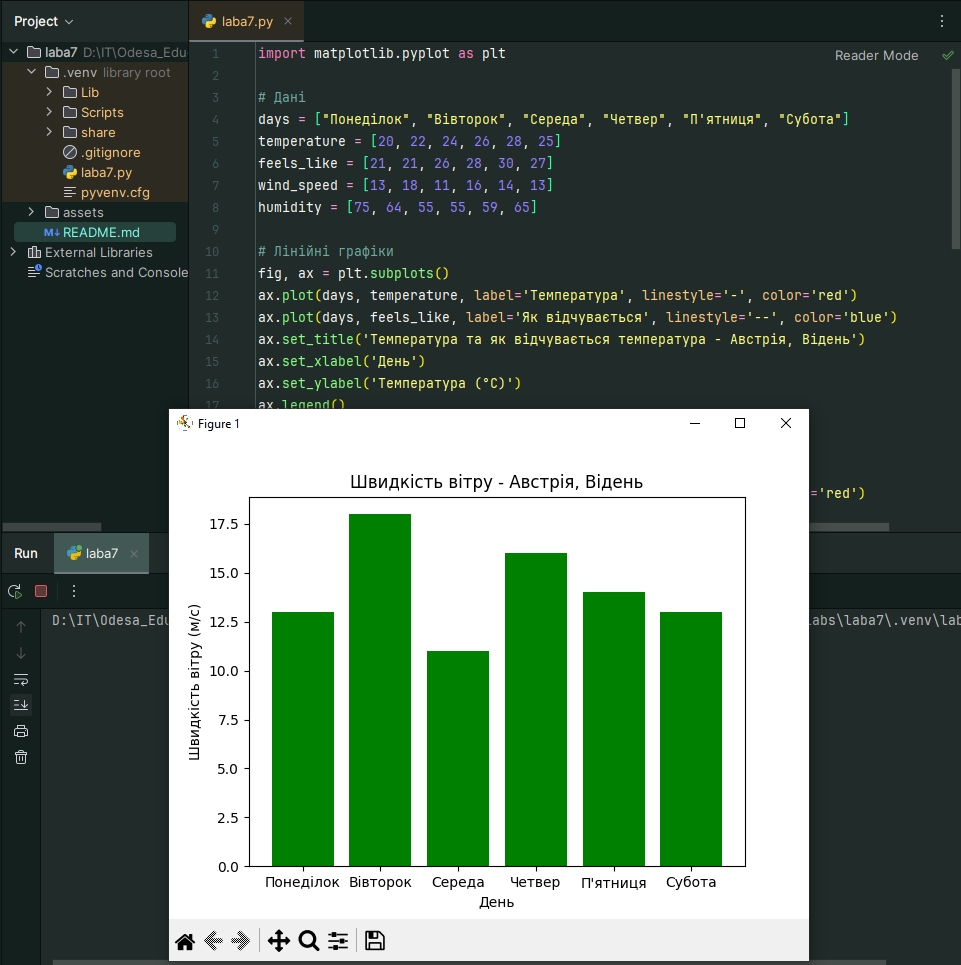 Project
laba7.py
laba7 D:\IT\Odesa_Edu
.venv library root
Lib
Scripts
share
.gitignore
laba7.py
pyvenv.cfg
assets
README.md
External Libraries
Scratches and Console
Reader Mode
1 import matplotlib.pyplot as plt
2
3 # Дані
4 days = ["Понеділок", "Вівторок", "Середа", "Четвер", "П'ятниця", "Субота"]
5 temperature = [20, 22, 24, 26, 28, 25]
6 feels_like = [21, 21, 26, 28, 30, 27]
7 wind_speed = [13, 18, 11, 16, 14, 13]
8 humidity = [75, 64, 55, 55, 59, 65]
9
10 # Лінійні графіки
11 fig, ax = plt.subplots()
12 ax.plot(days, temperature, label='Температура', linestyle='-', color='red')
13 ax.plot(days, feels_like, label='Як відчувається', linestyle='--', color='blue')
14 ax.set_title('Температура та як відчувається температура - Австрія, Відень')
15 ax.set_xlabel('День')
16 ax.set_ylabel('Температура (°C)')
17 ax.legend()
='red')
Figure 1
Швидкість вітру - Австрія, Відень
Швидкість вітру (м/с)
17.5
15.0
12.5
10.0
7.5
5.0
2.5
0.0
Понеділок Вівторок Середа Четвер П'ятниця Субота
День
Run laba7
D:\IT\Odesa_Edu
abs\laba7\.venv\lab